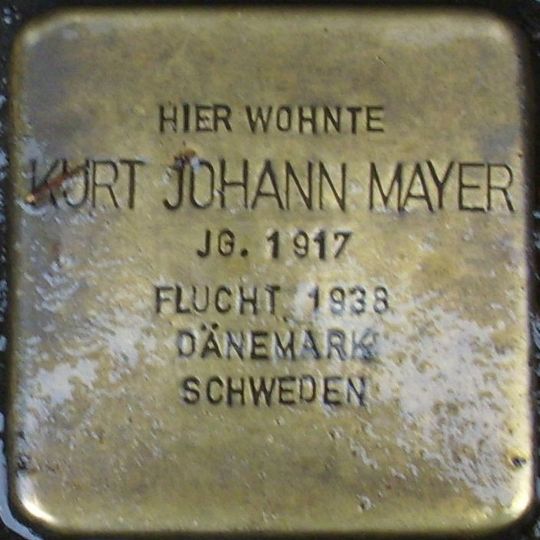 HIER WOHNTE
KURT JOHANN MAYER
JG. 1917
FLUCHT 1938
DÄNEMARK
SCHWEDEN